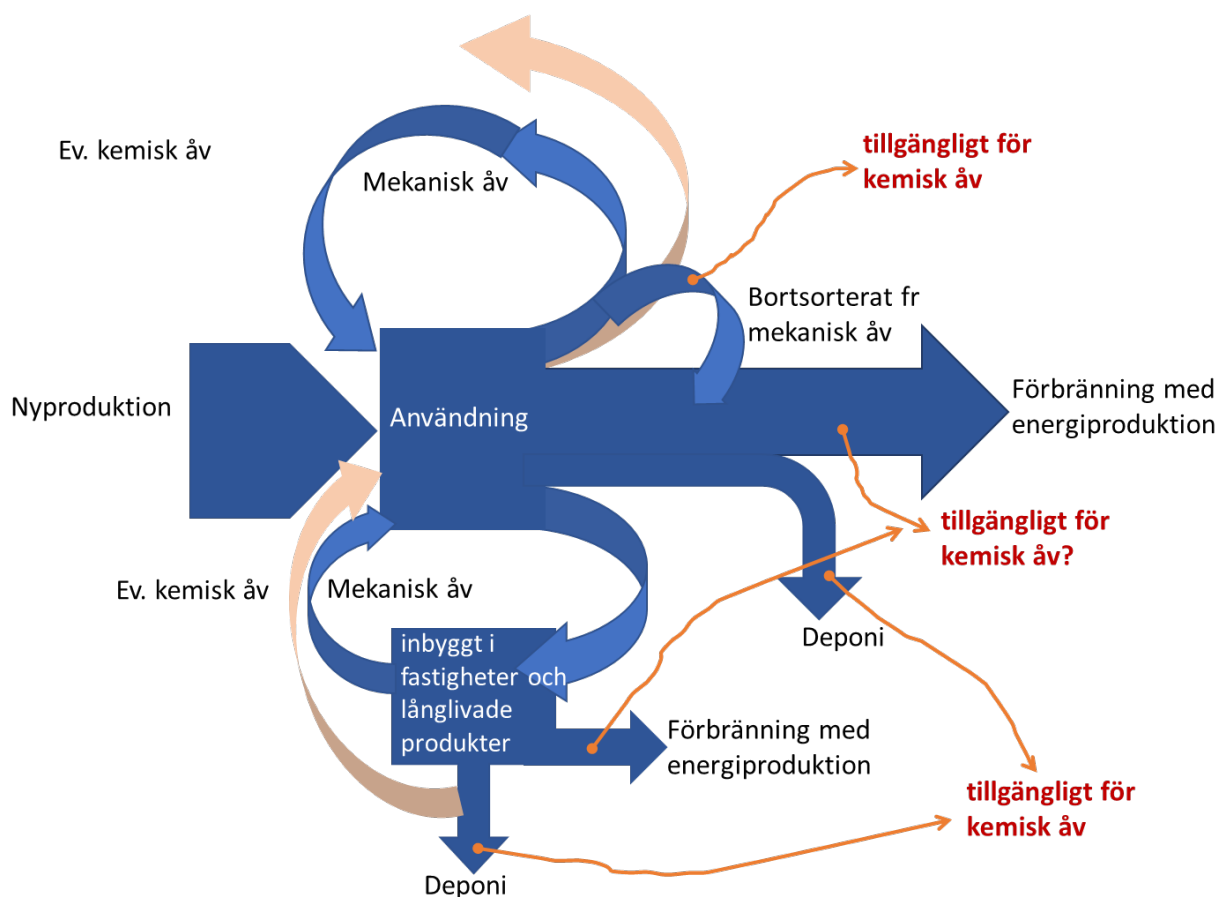 Ev. kemisk åv
Mekanisk åv
tillgängligt för
kemisk åv
Bortsorterat fr
mekanisk åv
Nyproduktion
Användning
Förbränning med
energiproduktion
tillgängligt för
kemisk åv?
Ev. kemisk åv
Mekanisk åv
Deponi
inbyggt i
fastigheter och
långlivade
produkter
Förbränning med
energiproduktion
tillgängligt för
kemisk åv
Deponi